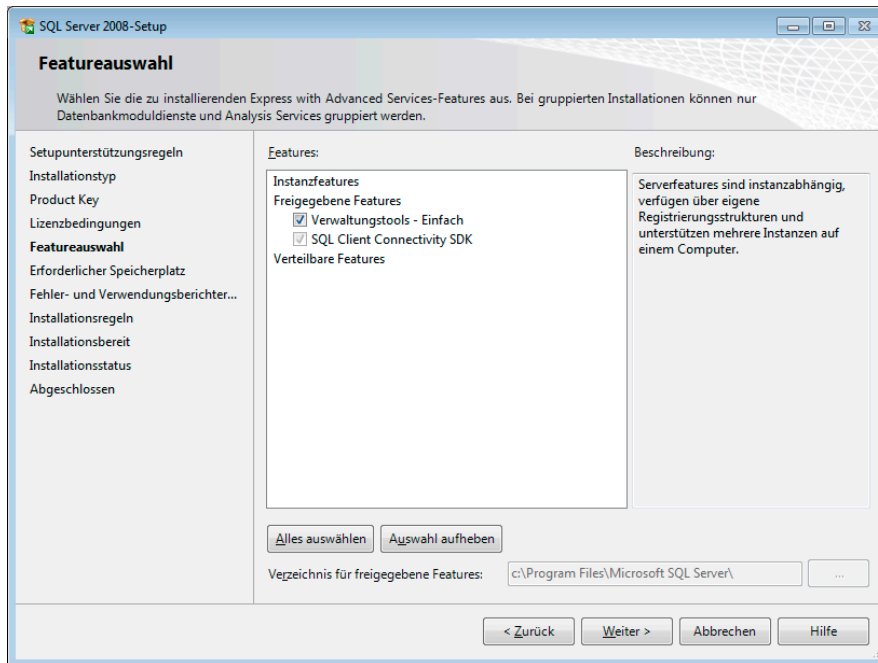 SQL Server 2008-Setup
Featureauswahl
Wählen Sie die zu installierenden Express with Advanced Services-Features aus. Bei gruppierten Installationen können nur
Datenbankmoduldienste und Analysis Services gruppiert werden.
Setupunterstützungsregeln
Installationstyp
Product Key
Lizenzbedingungen
Featureauswahl
Erforderlicher Speicherplatz
Fehler- und Verwendungsberichter...
Installationsregeln
Installationsbereit
Installationsstatus
Abgeschlossen
Features:
Instanzfeatures
Freigegebene Features
Verwaltungstools - Einfach
SQL Client Connectivity SDK
Verteilbare Features
Beschreibung:
Serverfeatures sind instanzabhängig,
verfügen über eigene
Registrierungsstrukturen und
unterstützen mehrere Instanzen auf
einem Computer.
Alles auswählen
Auswahl aufheben
Verzeichnis für freigegebene Features:
c:\Program Files\Microsoft SQL Server\
...
< Zurück
Weiter >
Abbrechen
Hilfe